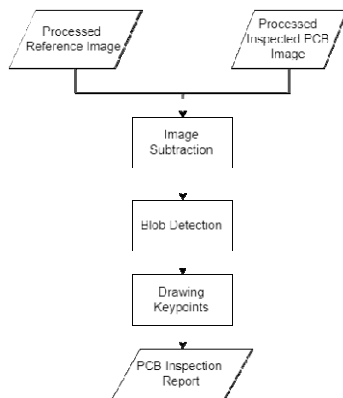 Processed
Reference Image
Processed
Inspected PCB
Image
Image
Subtraction
Blob Detection
Drawing
Keypoints
PCB Inspection
Report